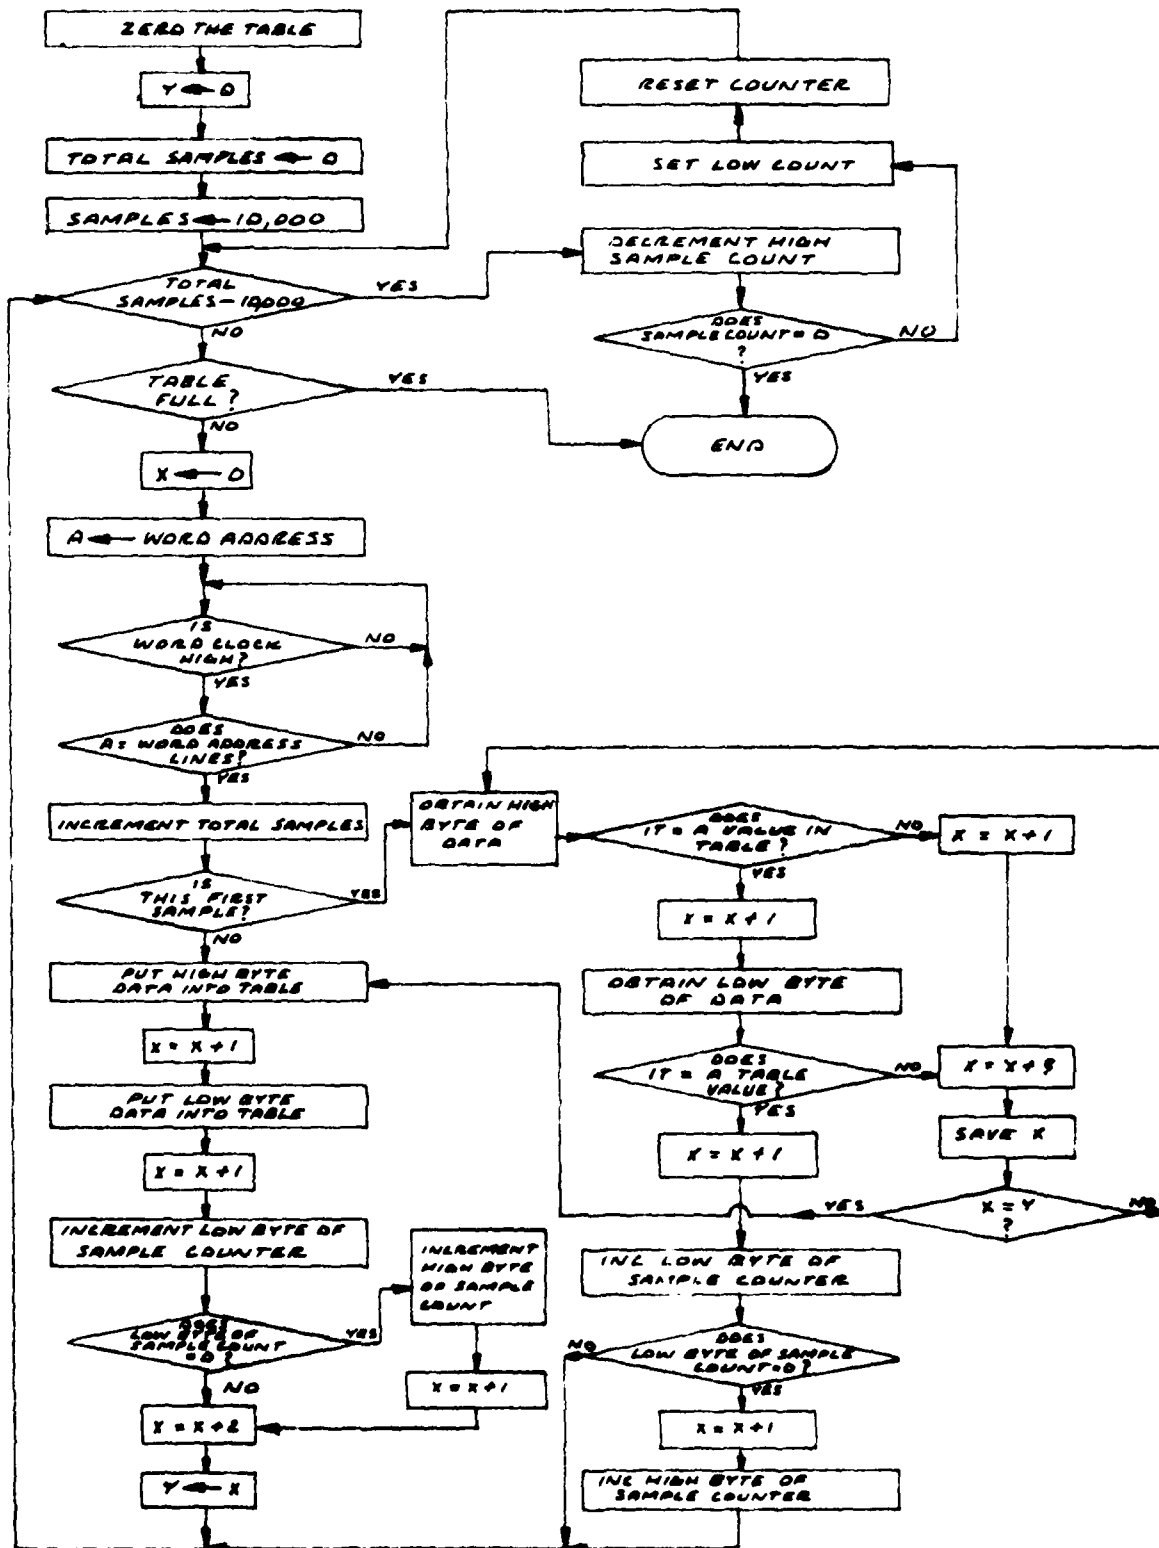 ZERO THE TABLE
Y ← 0
TOTAL SAMPLES ← 0
SAMPLES ← 10,000
TOTAL
SAMPLES - 10,000
YES
NO
TABLE
FULL?
YES
NO
X ← 0
A ← WORD ADDRESS
IS
WORD CLOCK
HIGH?
NO
YES
DOES
A = WORD ADDRESS
LINES?
NO
YES
INCREMENT TOTAL SAMPLES
IS
THIS FIRST
SAMPLE?
YES
NO
PUT HIGH BYTE
DATA INTO TABLE
X = X + 1
PUT LOW BYTE
DATA INTO TABLE
X = X + 1
INCREMENT LOW BYTE OF
SAMPLE COUNTER
DOES
LOW BYTE OF
SAMPLE COUNT
= 0?
YES
NO
INCREMENT
HIGH BYTE
OF SAMPLE
COUNT
X = X + 1
X = X + 2
Y ← X
RESET COUNTER
SET LOW COUNT
DECREMENT HIGH
SAMPLE COUNT
DOES
SAMPLE COUNT = 0
?
NO
YES
END
OBTAIN HIGH
BYTE OF
DATA
DOES
IT = A VALUE IN
TABLE?
NO
X = X + 1
YES
X = X + 1
OBTAIN LOW BYTE
OF DATA
DOES
IT = A TABLE
VALUE?
NO
X = X +
YES
X = X + 1
SAVE X
X = Y
?
YES
NO
INC LOW BYTE OF
SAMPLE COUNTER
DOES
LOW BYTE OF SAMPLE
COUNT = 0?
NO
YES
X = X + 1
INC HIGH BYTE OF
SAMPLE COUNTER